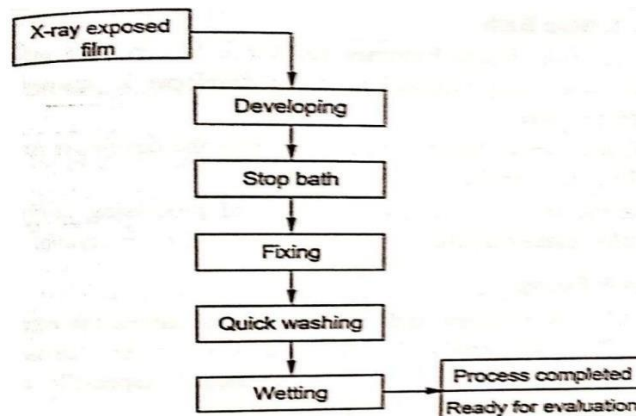 X-ray exposed
film
Developing
Stop bath
Fixing
Quick washing
Wetting
Process completed
Ready for evaluation